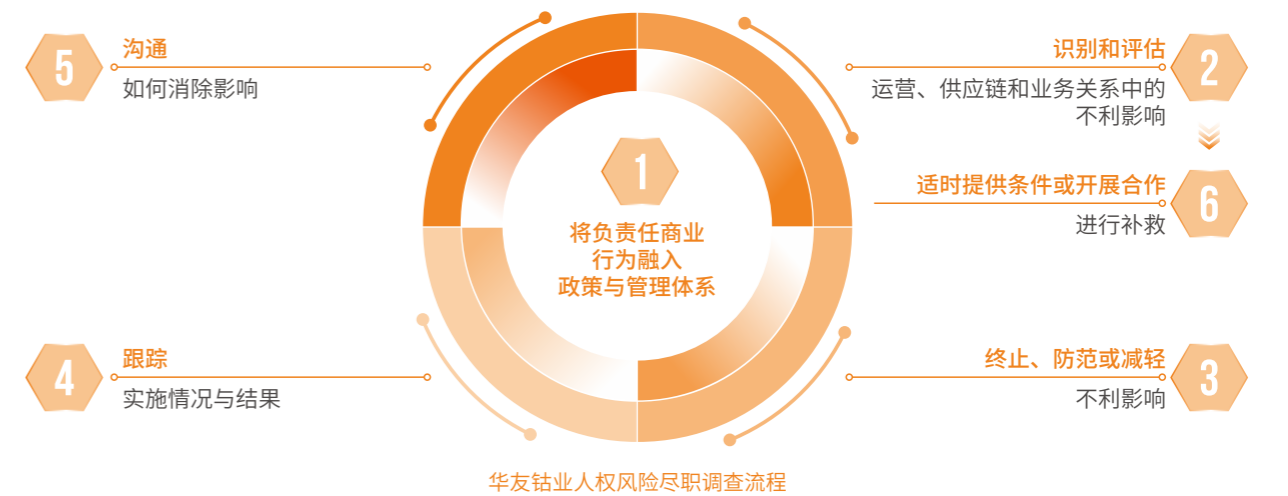 1
将负责任商业
行为融入
政策与管理体系
2
识别和评估
运营、供应链和业务关系中的
不利影响
6
适时提供条件或开展合作
进行补救
3
终止、防范或减轻
不利影响
4
跟踪
实施情况与结果
5
沟通
如何消除影响
华友钴业人权风险尽职调查流程